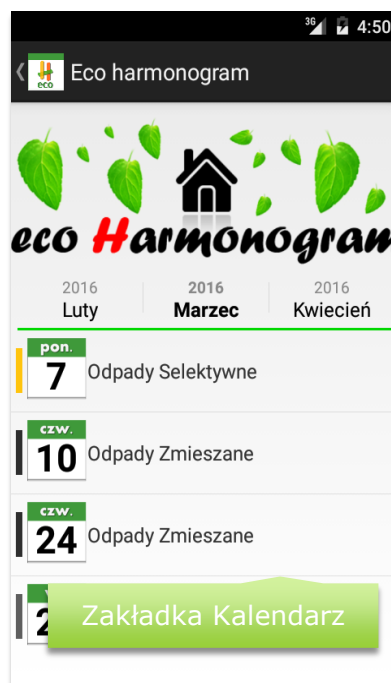 3G 4:50
eco
Eco harmonogram
eco Harmonogram
2016 2016 2016
Luty Marzec Kwiecień
pon.
7 Odpady Selektywne
czw.
10 Odpady Zmieszane
czw.
24 Odpady Zmieszane
Zakładka Kalendarz